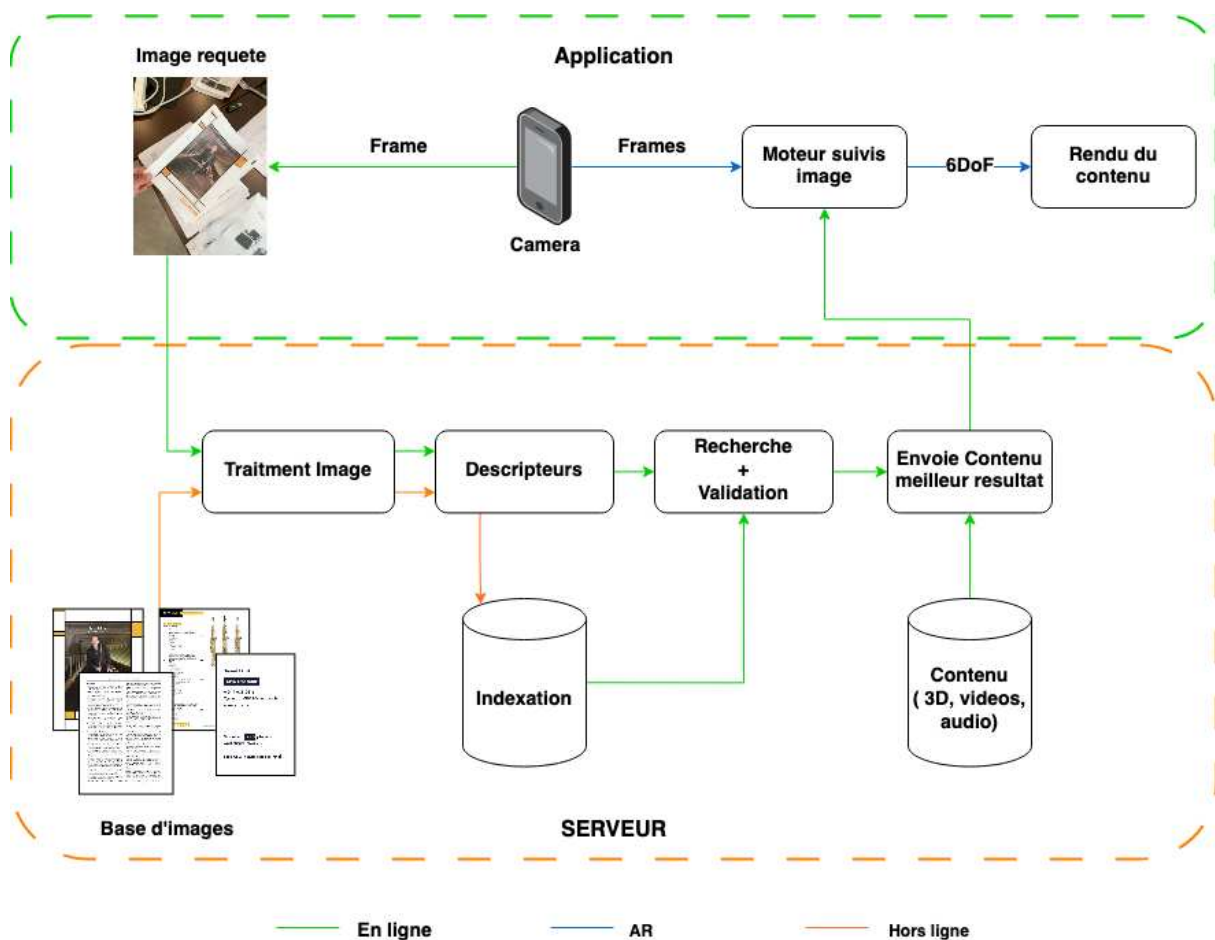 Image requete
Application
Frame
Frames
Moteur suivis
image
6DoF
Rendu du
contenu
Camera
Traitment Image
Descripteurs
Recherche
+
Validation
Envoie Contenu
meilleur resultat
Indexation
Contenu
( 3D, videos,
audio)
Base d'images
SERVEUR
En ligne
AR
Hors ligne